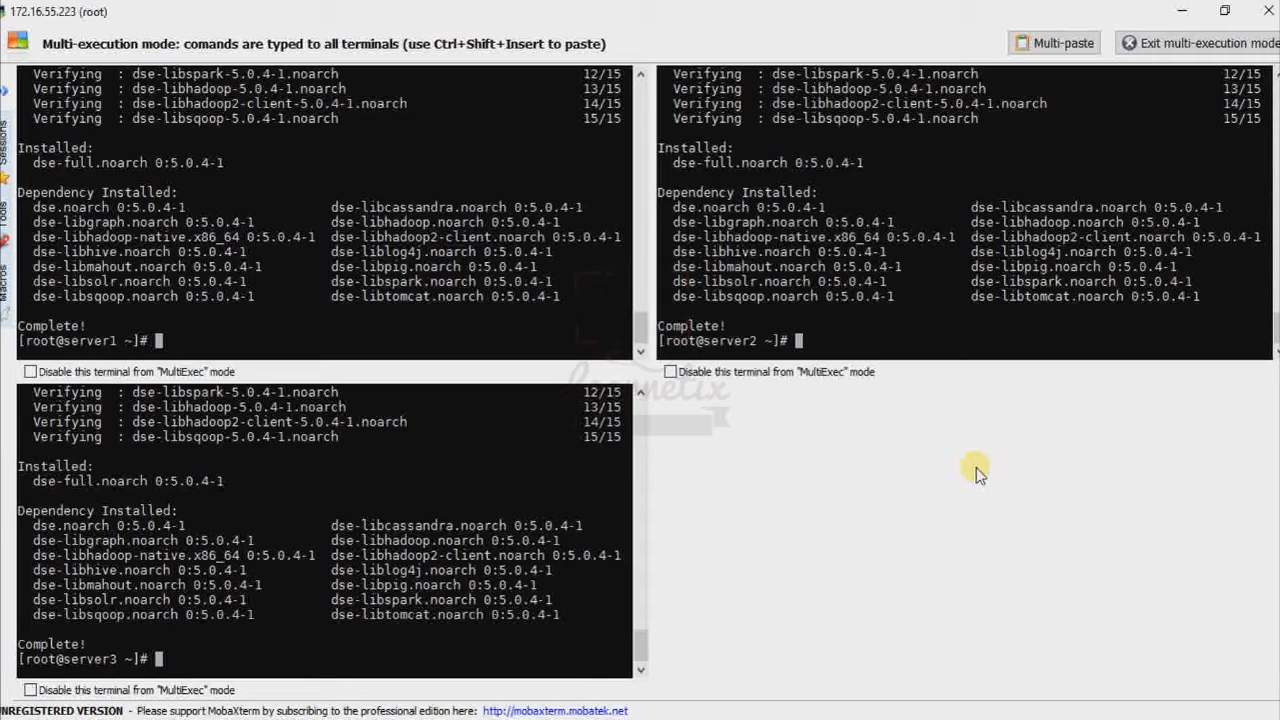 172.16.55.223 (root)
Multi-execution mode: comands are typed to all terminals (use Ctrl+Shift+Insert to paste)
Multi-paste
Exit multi-execution mode
Sessions
Tools
Macros
Verifying : dse-libspark-5.0.4-1.noarch 12/15
Verifying : dse-libhadoop-5.0.4-1.noarch 13/15
Verifying : dse-libhadoop2-client-5.0.4-1.noarch 14/15
Verifying : dse-libsqoop-5.0.4-1.noarch 15/15
Installed:
dse-full.noarch 0:5.0.4-1
Dependency Installed:
dse.noarch 0:5.0.4-1 dse-libcassandra.noarch 0:5.0.4-1
dse-libgraph.noarch 0:5.0.4-1 dse-libhadoop.noarch 0:5.0.4-1
dse-libhadoop-native.x86_64 0:5.0.4-1 dse-libhadoop2-client.noarch 0:5.0.4-1
dse-libhive.noarch 0:5.0.4-1 dse-liblog4j.noarch 0:5.0.4-1
dse-libmahout.noarch 0:5.0.4-1 dse-libpig.noarch 0:5.0.4-1
dse-libsolr.noarch 0:5.0.4-1 dse-libspark.noarch 0:5.0.4-1
dse-libsqoop.noarch 0:5.0.4-1 dse-libtomcat.noarch 0:5.0.4-1
Complete!
[root@server1 ~]#
Disable this terminal from "MultiExec" mode
Verifying : dse-libspark-5.0.4-1.noarch 12/15
Verifying : dse-libhadoop-5.0.4-1.noarch 13/15
Verifying : dse-libhadoop2-client-5.0.4-1.noarch 14/15
Verifying : dse-libsqoop-5.0.4-1.noarch 15/15
Installed:
dse-full.noarch 0:5.0.4-1
Dependency Installed:
dse.noarch 0:5.0.4-1 dse-libcassandra.noarch 0:5.0.4-1
dse-libgraph.noarch 0:5.0.4-1 dse-libhadoop.noarch 0:5.0.4-1
dse-libhadoop-native.x86_64 0:5.0.4-1 dse-libhadoop2-client.noarch 0:5.0.4-1
dse-libhive.noarch 0:5.0.4-1 dse-liblog4j.noarch 0:5.0.4-1
dse-libmahout.noarch 0:5.0.4-1 dse-libpig.noarch 0:5.0.4-1
dse-libsolr.noarch 0:5.0.4-1 dse-libspark.noarch 0:5.0.4-1
dse-libsqoop.noarch 0:5.0.4-1 dse-libtomcat.noarch 0:5.0.4-1
Complete!
[root@server2 ~]#
Disable this terminal from "MultiExec" mode
Verifying : dse-libspark-5.0.4-1.noarch 12/15
Verifying : dse-libhadoop-5.0.4-1.noarch 13/15
Verifying : dse-libhadoop2-client-5.0.4-1.noarch 14/15
Verifying : dse-libsqoop-5.0.4-1.noarch 15/15
Installed:
dse-full.noarch 0:5.0.4-1
Dependency Installed:
dse.noarch 0:5.0.4-1 dse-libcassandra.noarch 0:5.0.4-1
dse-libgraph.noarch 0:5.0.4-1 dse-libhadoop.noarch 0:5.0.4-1
dse-libhadoop-native.x86_64 0:5.0.4-1 dse-libhadoop2-client.noarch 0:5.0.4-1
dse-libhive.noarch 0:5.0.4-1 dse-liblog4j.noarch 0:5.0.4-1
dse-libmahout.noarch 0:5.0.4-1 dse-libpig.noarch 0:5.0.4-1
dse-libsolr.noarch 0:5.0.4-1 dse-libspark.noarch 0:5.0.4-1
dse-libsqoop.noarch 0:5.0.4-1 dse-libtomcat.noarch 0:5.0.4-1
Complete!
[root@server3 ~]#
Disable this terminal from "MultiExec" mode
NREGISTERED VERSION - Please support MobaXterm by subscribing to the professional edition here: http://mobaxterm.mobatek.net